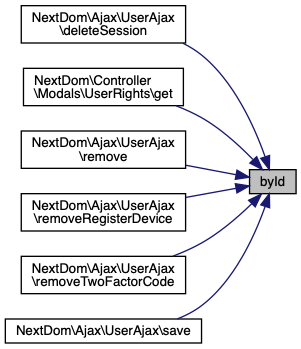 NextDom\Ajax\UserAjax
\deleteSession
NextDom\Controller
\Modals\UserRights\get
NextDom\Ajax\UserAjax
\remove
byId
NextDom\Ajax\UserAjax
\removeRegisterDevice
NextDom\Ajax\UserAjax
\removeTwoFactorCode
NextDom\Ajax\UserAjax\save